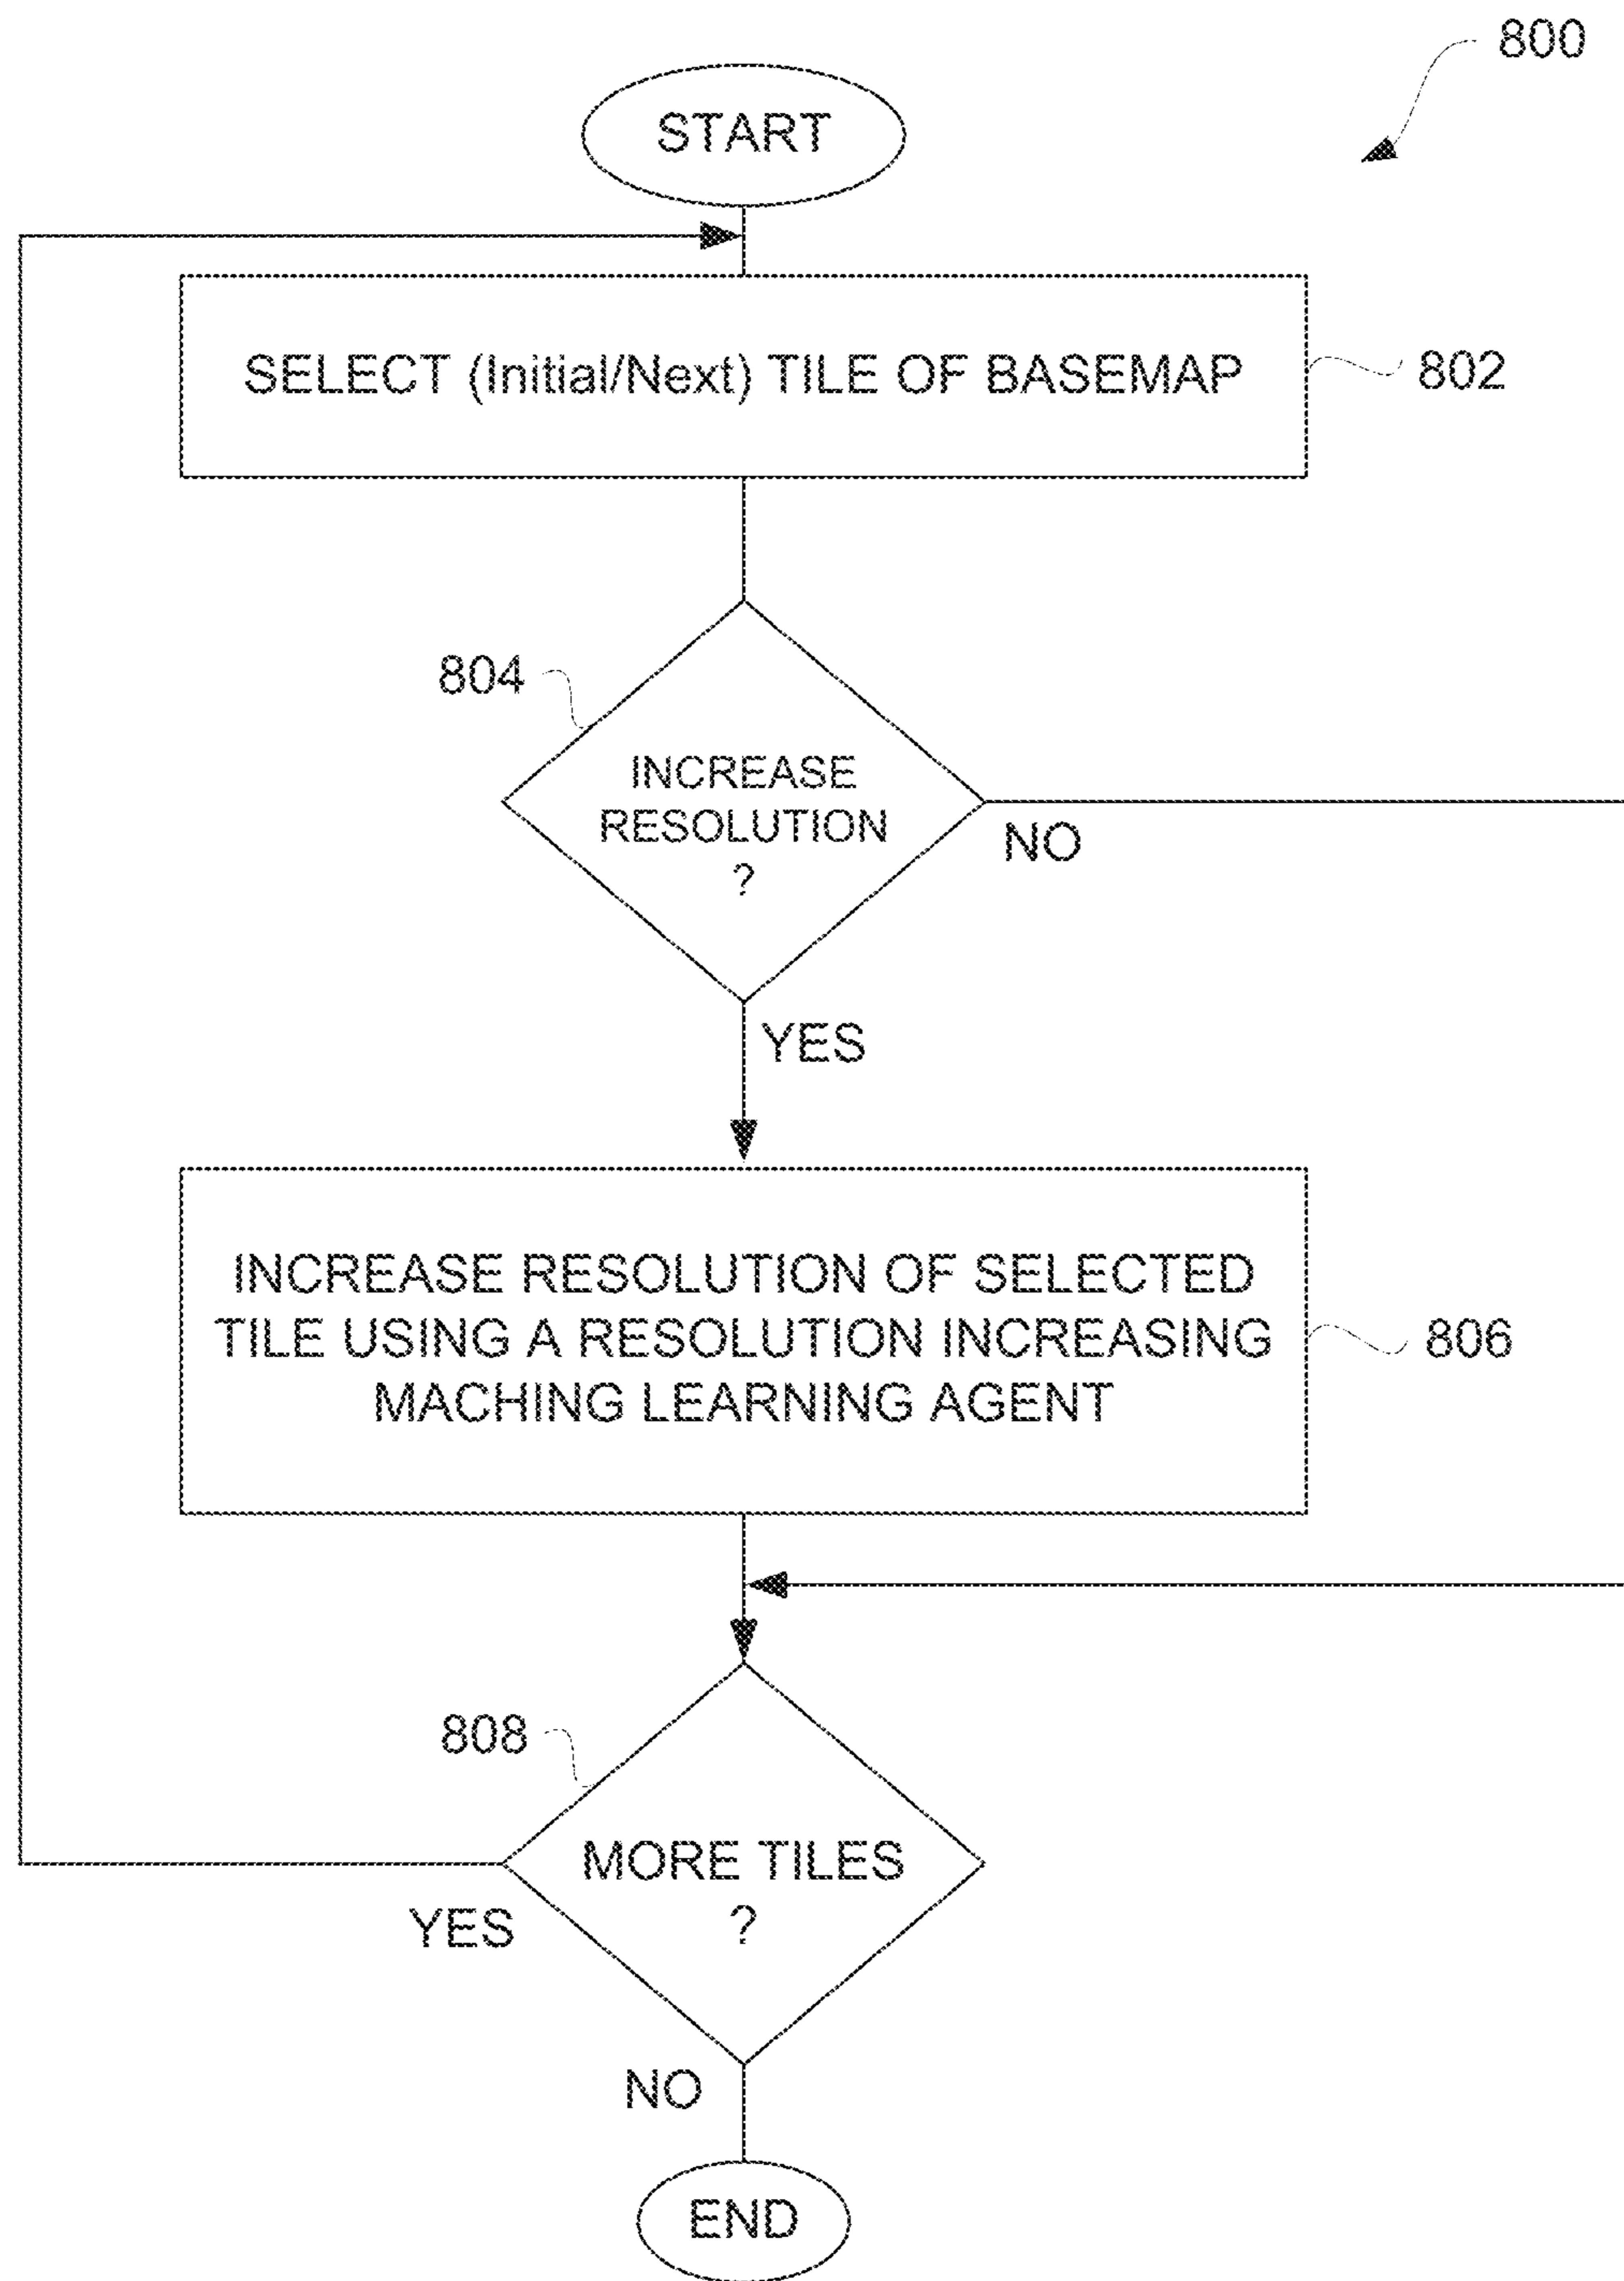 800
START
SELECT (Initial/Next) TILE OF BASEMAP
802
804
INCREASE
RESOLUTION
?
NO
YES
INCREASE RESOLUTION OF SELECTED
TILE USING A RESOLUTION INCREASING
MACHING LEARNING AGENT
806
808
MORE TILES
?
YES
NO
END